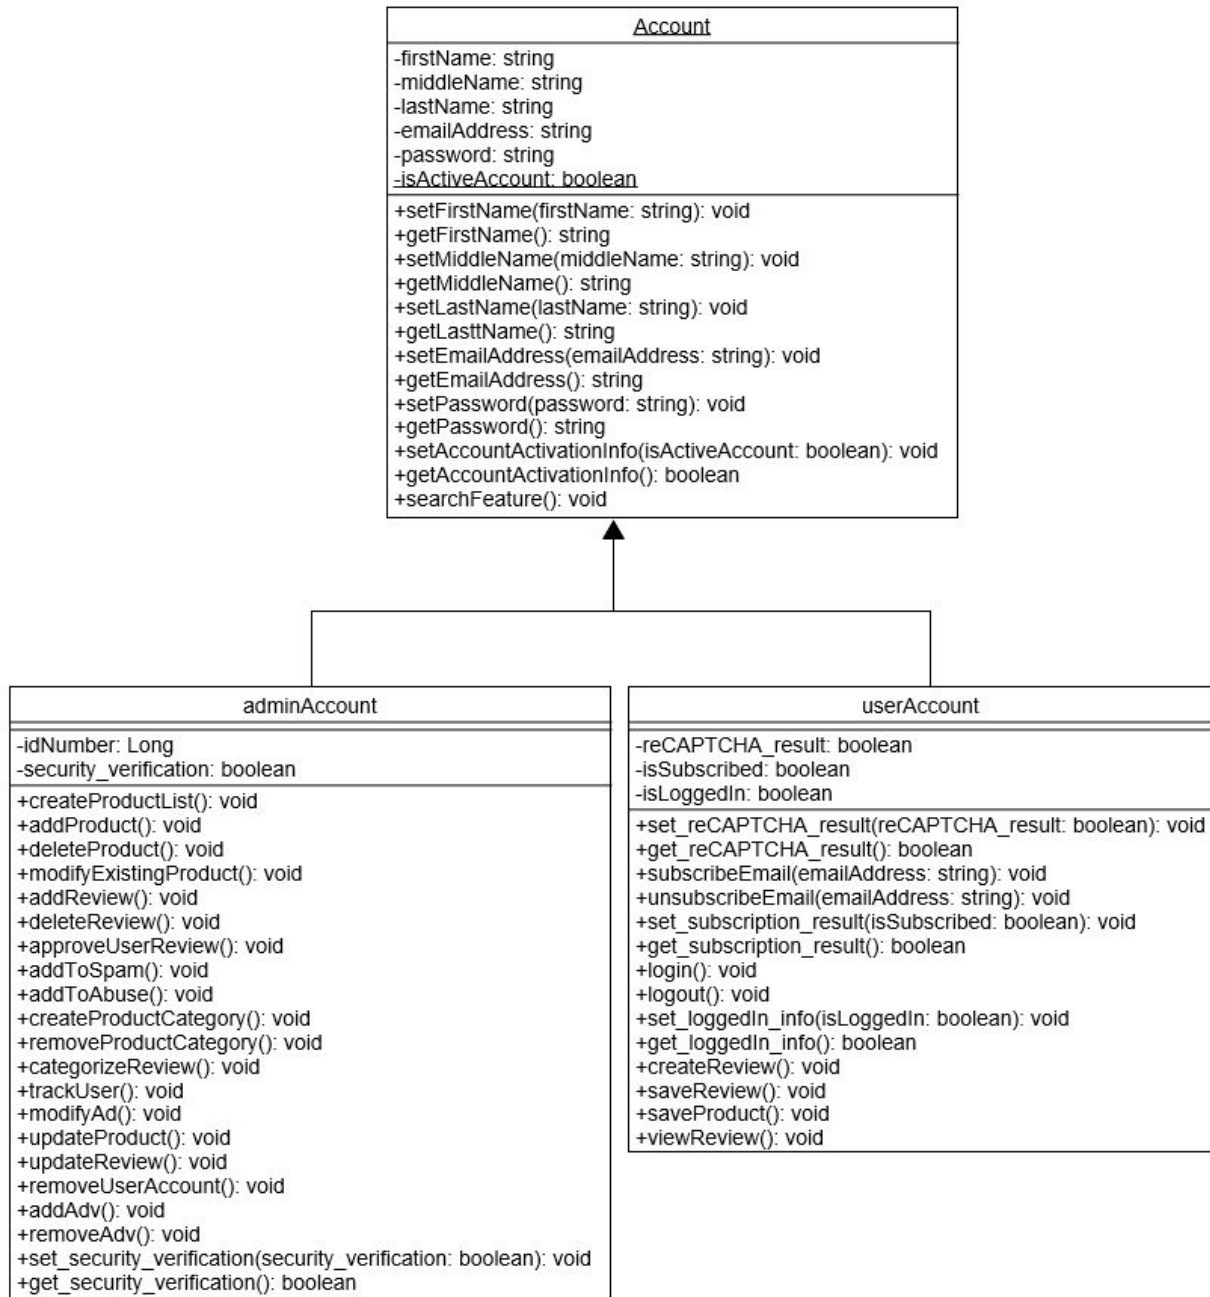 Account
-firstName: string
-middleName: string
-lastName: string
-emailAddress: string
-password: string
-isActiveAccount: boolean
+setFirstName(firstName: string): void
+getFirstName(): string
+setMiddleName(middleName: string): void
+getMiddleName(): string
+setLastName(lastName: string): void
+getLasttName(): string
+setEmailAddress(emailAddress: string): void
+getEmailAddress(): string
+setPassword(password: string): void
+getPassword(): string
+setAccountActivationInfo(isActiveAccount: boolean): void
+getAccountActivationInfo(): boolean
+searchFeature(): void
adminAccount
-idNumber: Long
-security_verification: boolean
+createProductList(): void
+addProduct(): void
+deleteProduct(): void
+modifyExistingProduct(): void
+addReview(): void
+deleteReview(): void
+approveUserReview(): void
+addToSpam(): void
+addToAbuse(): void
+createProductCategory(): void
+removeProductCategory(): void
+categorizeReview(): void
+trackUser(): void
+modifyAd(): void
+updateProduct(): void
+updateReview(): void
+removeUserAccount(): void
+addAdv(): void
+removeAdv(): void
+set_security_verification(security_verification: boolean): void
+get_security_verification(): boolean
userAccount
-reCAPTCHA_result: boolean
-isSubscribed: boolean
-isLoggedIn: boolean
+set_reCAPTCHA_result(reCAPTCHA_result: boolean): void
+get_reCAPTCHA_result(): boolean
+subscribeEmail(emailAddress: string): void
+unsubscribeEmail(emailAddress: string): void
+set_subscription_result(isSubscribed: boolean): void
+get_subscription_result(): boolean
+login(): void
+logout(): void
+set_loggedIn_info(isLoggedIn: boolean): void
+get_loggedIn_info(): boolean
+createReview(): void
+saveReview(): void
+saveProduct(): void
+viewReview(): void